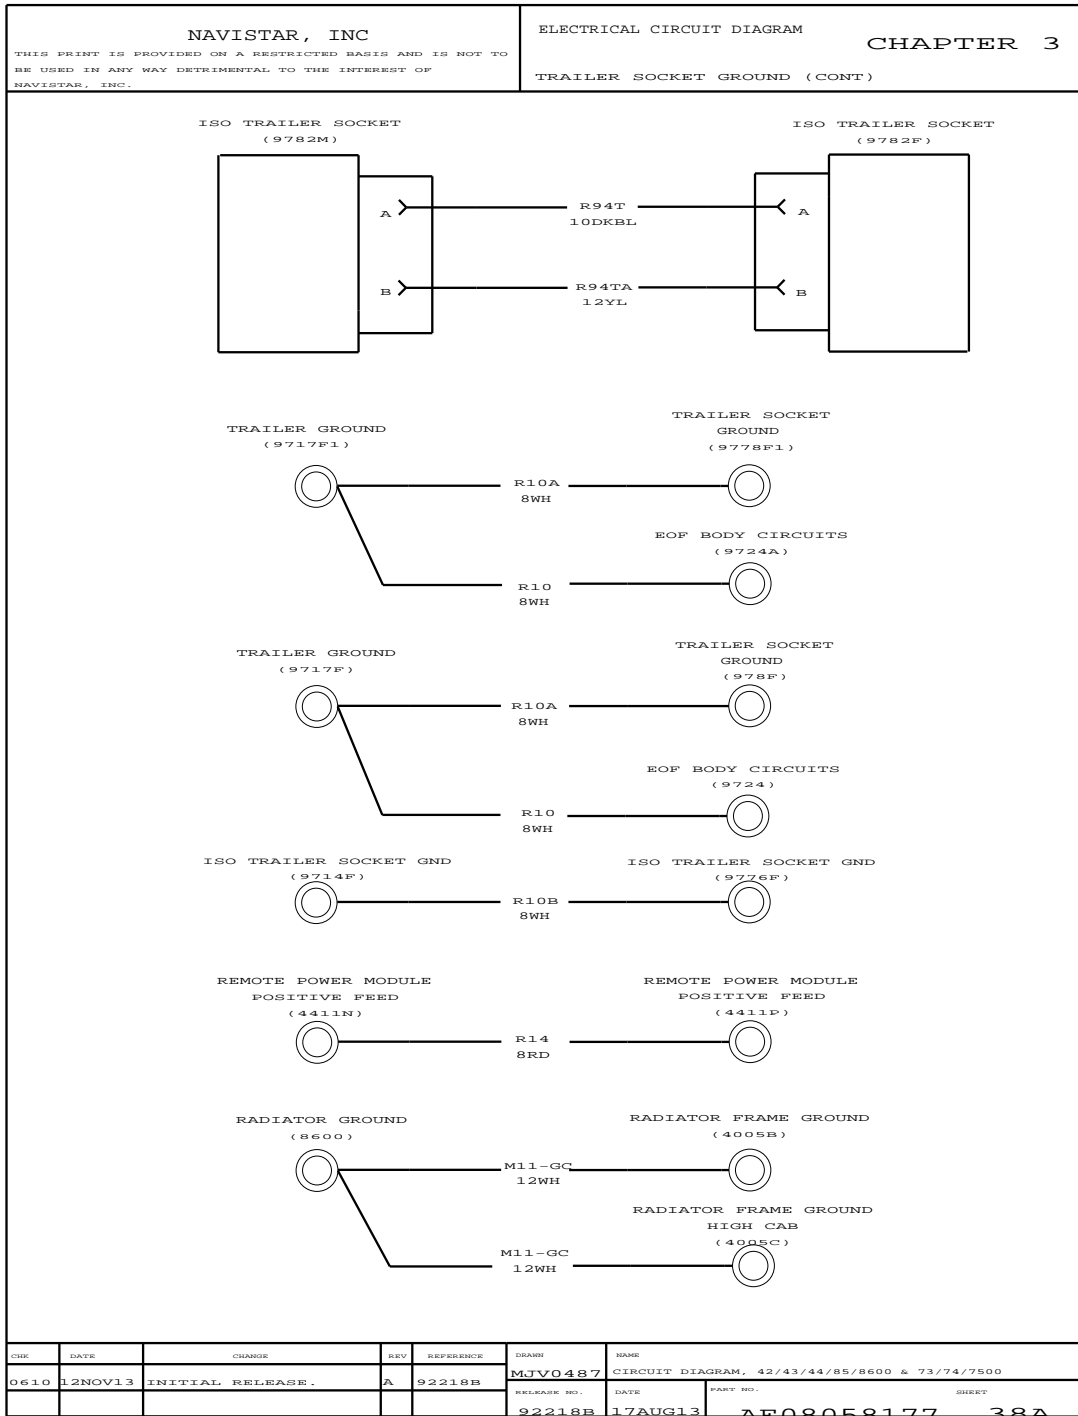 NAVISTAR, INC
THIS PRINT IS PROVIDED ON A RESTRICTED BASIS AND IS NOT TO
BE USED IN ANY WAY DETRIMENTAL TO THE INTEREST OF
NAVISTAR, INC.
ELECTRICAL CIRCUIT DIAGRAM
CHAPTER 3
TRAILER SOCKET GROUND (CONT)
ISO TRAILER SOCKET
(9782M)
ISO TRAILER SOCKET
(9782F)
A
R94T
10DKBL
A
B
R94TA
12YL
B
TRAILER GROUND
(9717F1)
TRAILER SOCKET
GROUND
(9778F1)
R10A
8WH
EOF BODY CIRCUITS
(9724A)
R10
8WH
TRAILER GROUND
(9717F)
TRAILER SOCKET
GROUND
(978F)
R10A
8WH
EOF BODY CIRCUITS
(9724)
R10
8WH
ISO TRAILER SOCKET GND
(9714F)
ISO TRAILER SOCKET GND
(9776F)
R10B
8WH
REMOTE POWER MODULE
POSITIVE FEED
(4411N)
REMOTE POWER MODULE
POSITIVE FEED
(4411P)
R14
8RD
RADIATOR GROUND
(8600)
RADIATOR FRAME GROUND
(4005B)
M11-GC
12WH
RADIATOR FRAME GROUND
HIGH CAB
(4005C)
M11-GC
12WH
CHK DATE CHANGE REV REFERENCE
0610 12NOV13 INITIAL RELEASE. A 92218B
DRAWN
MJV0487
NAME
CIRCUIT DIAGRAM, 42/43/44/85/8600 & 73/74/7500
RELEASE NO.
92218B
DATE
17AUG13
PART NO.
AF08058177
SHEET
38A